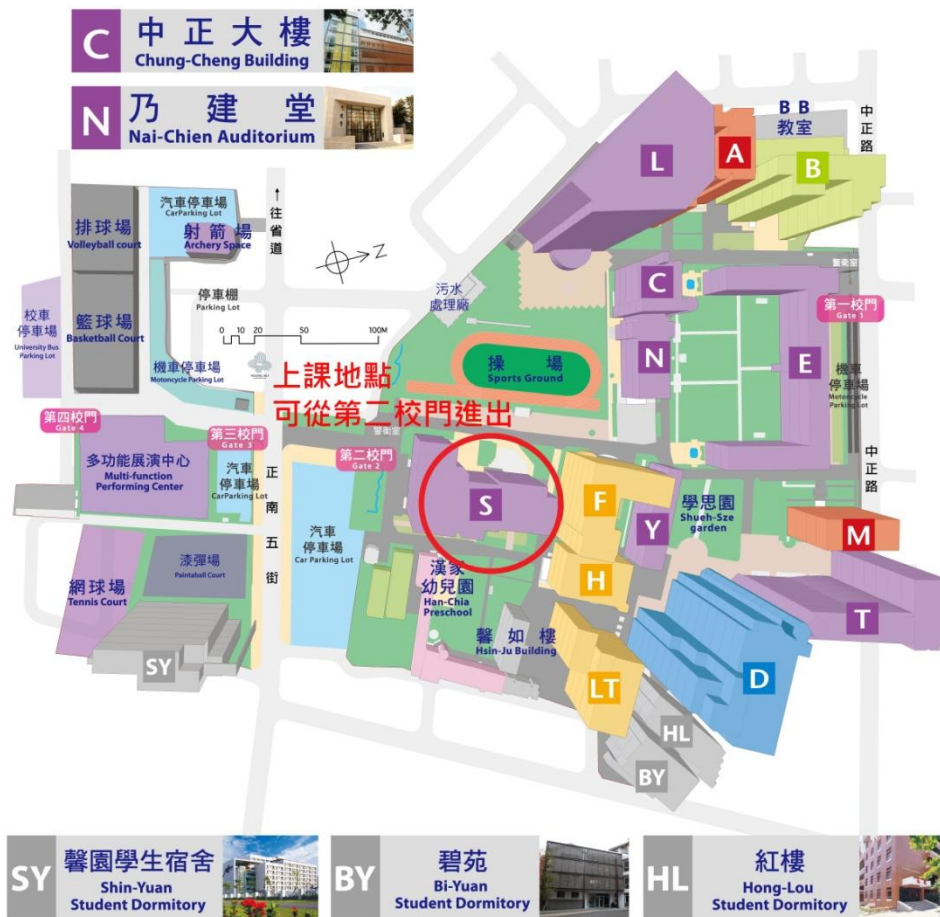 C
中正大樓
Chung-Cheng Building
N
乃建堂
Nai-Chien Auditorium
BB
教室
中正路
L
A
B
汽車停車場
CarParking Lot
排球場
Volleyball court
射箭場
Archery Space
↑往省道
Z
污水
處理廠
警衛室
C
校車
停車場
University Bus
Parking Lot
停車棚
Parking Lot
籃球場
Basketball Court
0 10 20 50 100M
第一校門
Gate 1
N
E
操場
Sports Ground
機車停車場
Motorcycle Parking Lot
機車
停車場
Motorcycle
Parking Lot
上課地點
可從第二校門進出
第四校門
Gate 4
第三校門
Gate 3
警衛室
第二校門
Gate 2
中正路
多功能展演中心
Multi-function
Performing Center
汽車
停車場
CarParking Lot
正南五街
S
F
Y
學思園
Shueh-Sze
garden
汽車
停車場
Car Parking Lot
M
漆彈場
Paintaball Court
網球場
Tennis Court
漢家
幼兒園
Han-Chia
Preschool
H
T
馨如樓
Hsin-Ju Building
SY
LT
D
HL
BY
SY
馨園學生宿舍
Shin-Yuan
Student Dormitory
BY
碧苑
Bi-Yuan
Student Dormitory
HL
紅樓
Hong-Lou
Student Dormitory